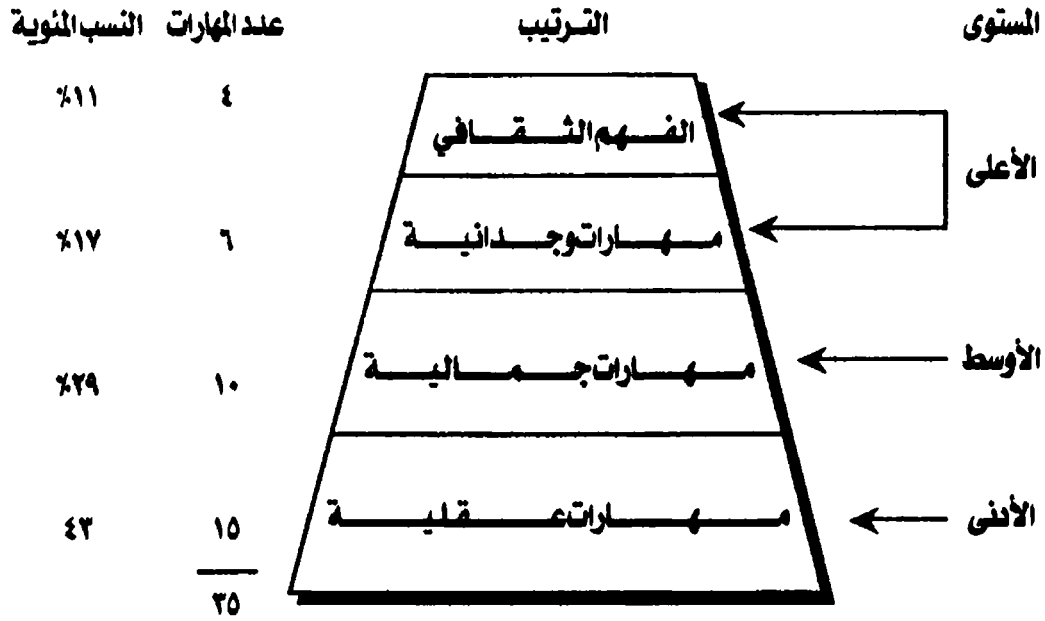 المستوى الترتيب عدد المهارات النسب المئوية
الأعلى الفهم الثقافي ٤ ١١٪
مهارات وجدانية ٦ ١٧٪
الأوسط مهارات جمالية ١٠ ٢٩٪
الأدنى مهارات عقلية ١٥ ٤٣
٣٥